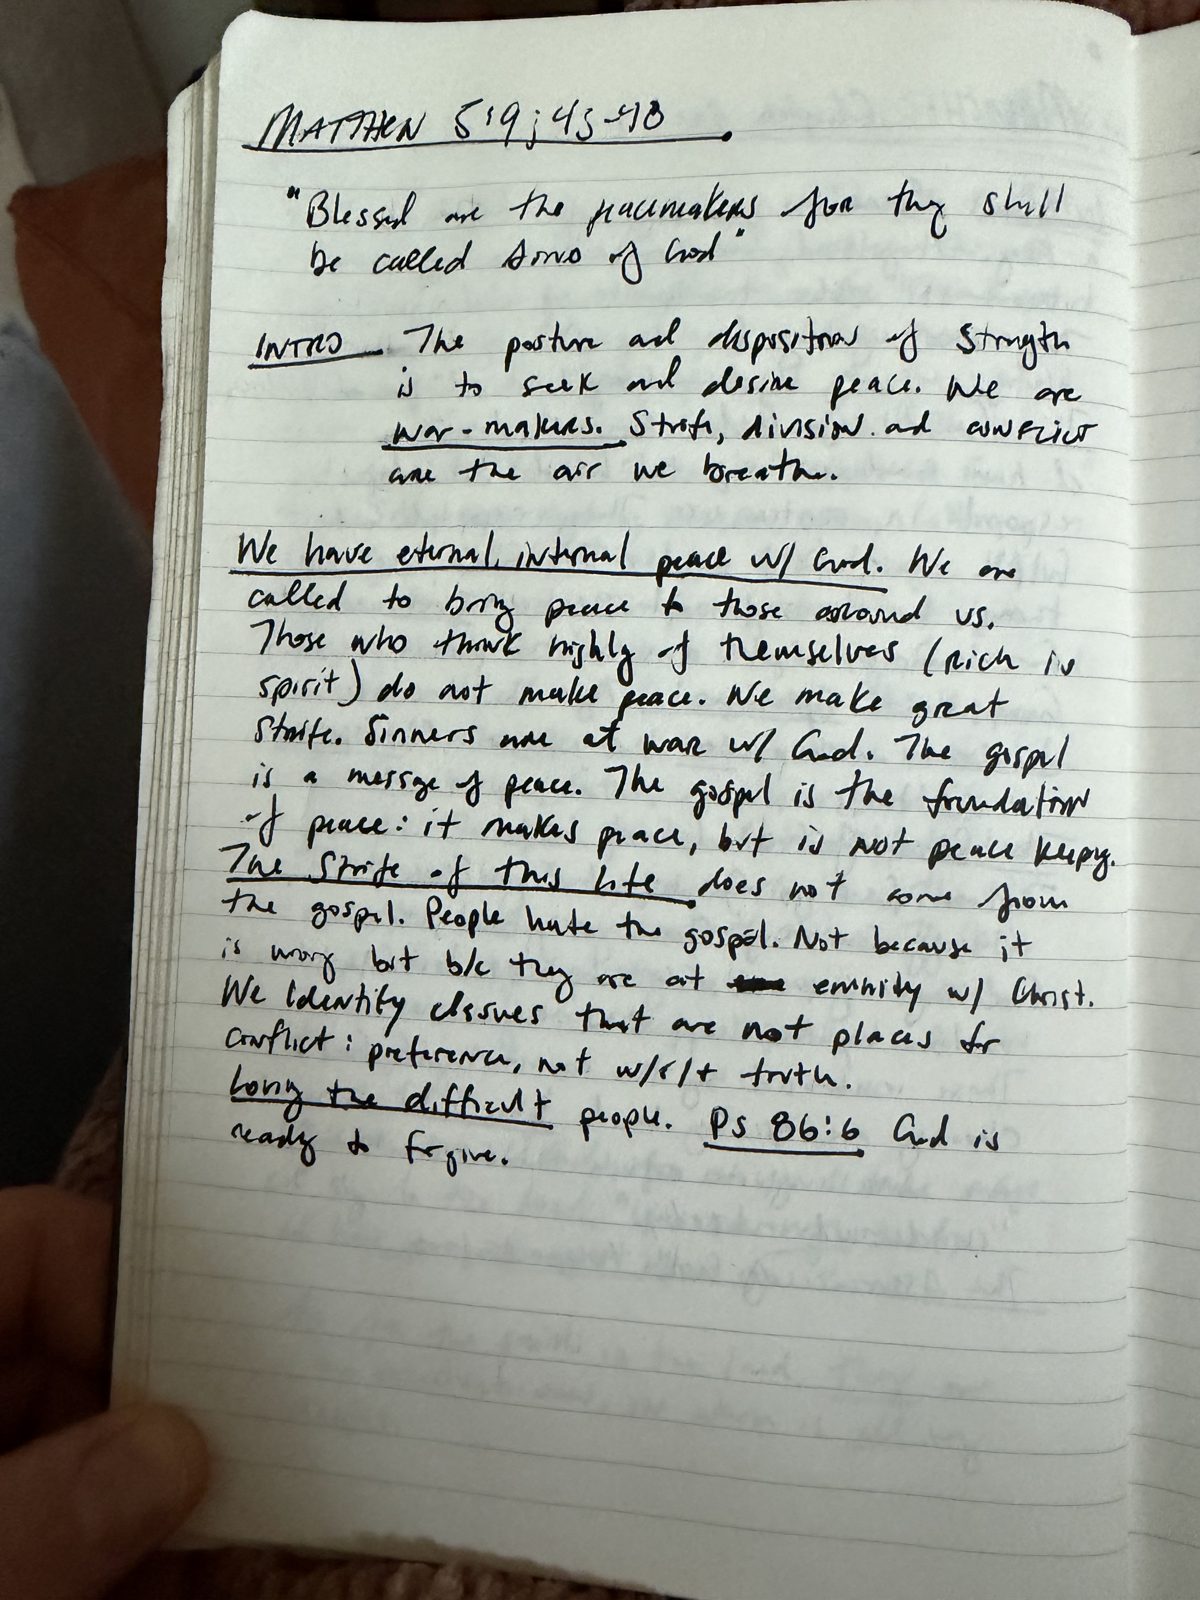 MATTHEW 5:9; 43-48
"Blessed are the peacemakers for they shall
be called sons of God"
INTRO The posture and disposition of strength
is to seek and desire peace. We are
war-makers. Strife, division and conflict
are the air we breathe.
We have eternal, internal peace w/ God. We are
called to bring peace to those around us.
Those who think highly of themselves (rich in
spirit) do not make peace. We make great
strife. Sinners are at war w/ God. The gospel
is a message of peace. The gospel is the foundation
of peace: it makes peace, but is not peace keeping.
The strife of this life does not come from
the gospel. People hate the gospel. Not because it
is wrong but b/c they are at enmity w/ Christ.
We identify issues that are not places for
conflict: preference, not w/r/t truth.
Loving the difficult people. Ps 86:6 God is
ready to forgive.